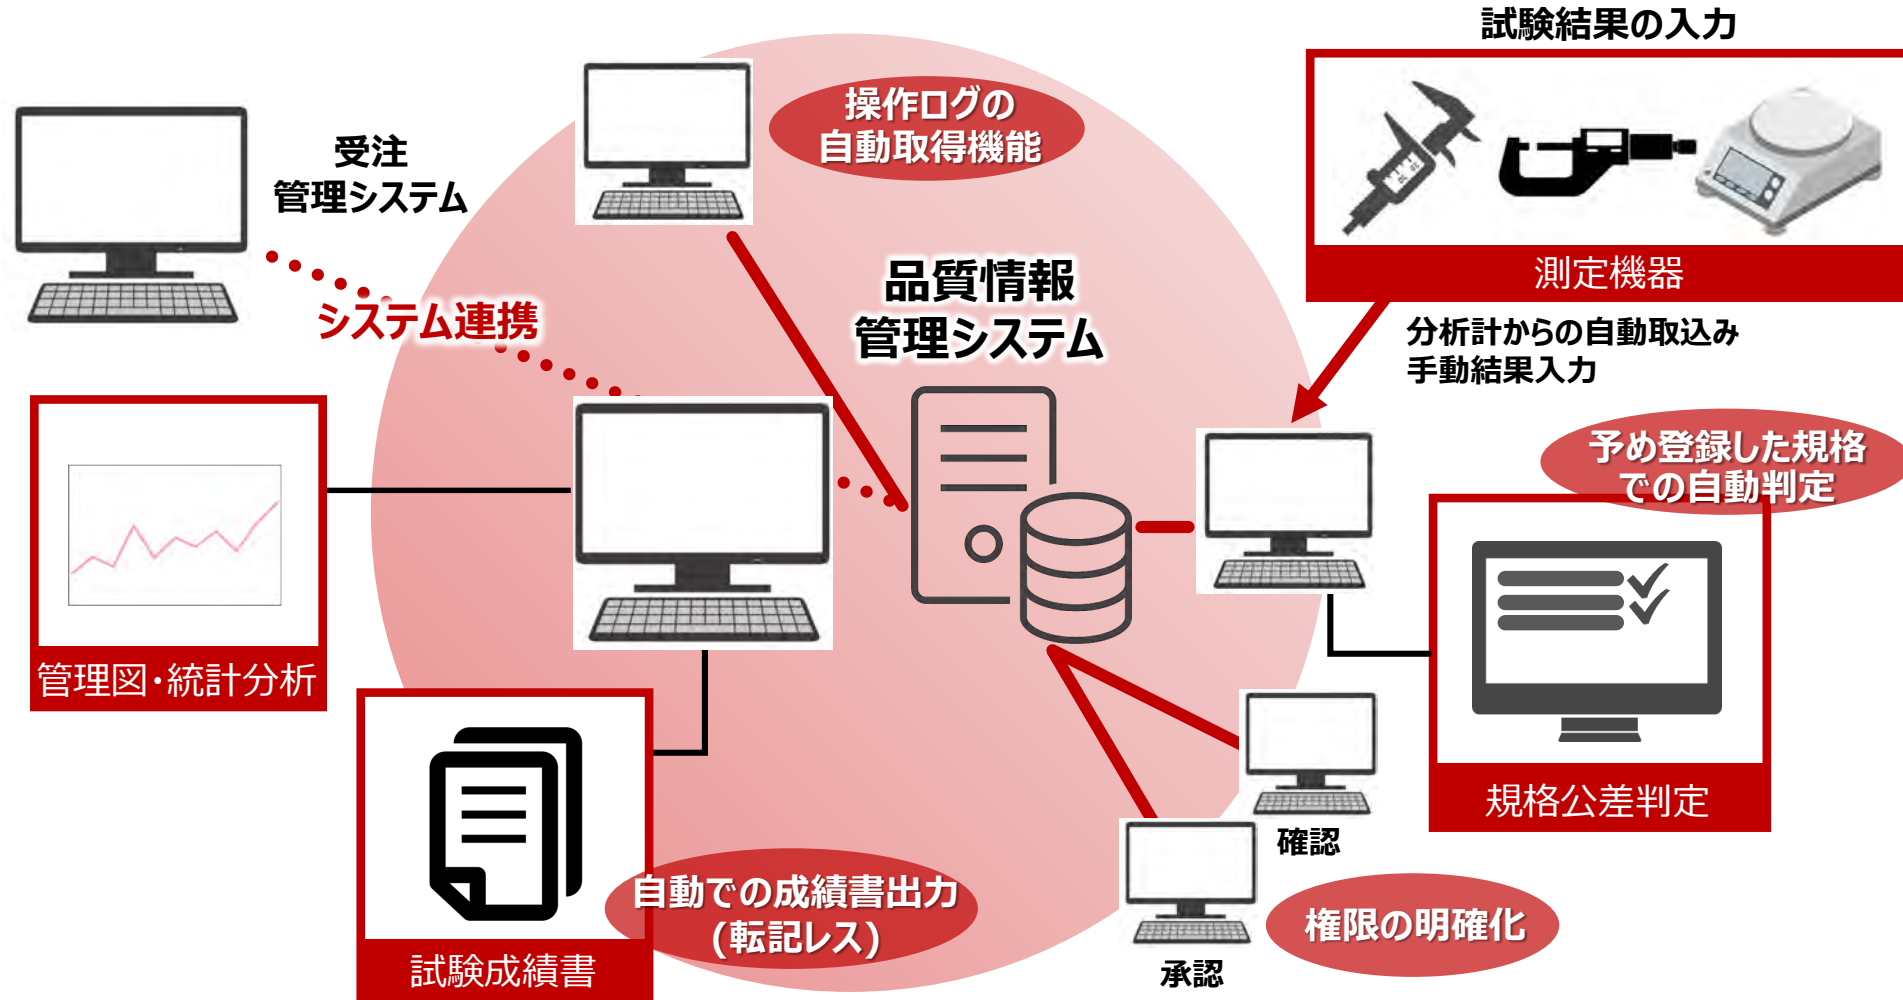 試験結果の入力
操作ログの
自動取得機能
受注
管理システム
測定機器
品質情報
管理システム
システム連携
分析計からの自動取込み
手動結果入力
予め登録した規格
での自動判定
管理図・統計分析
規格公差判定
確認
自動での成績書出力
(転記レス)
権限の明確化
試験成績書
承認